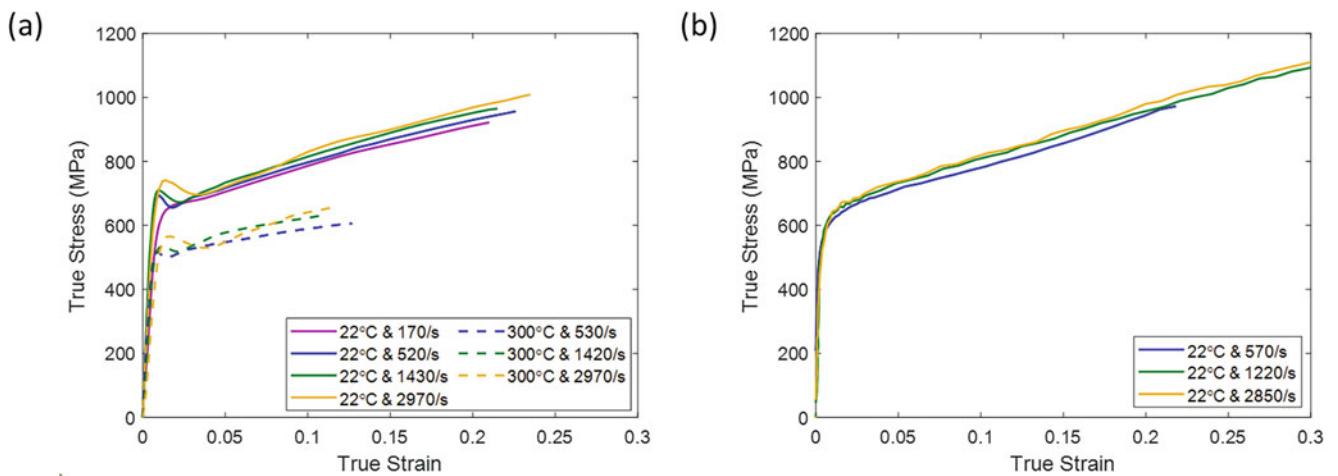 (a)
1200
1000
800
600
400
200
0
True Stress (MPa)
0 0.05 0.1 0.15 0.2 0.25 0.3
True Strain
22°C & 170/s
22°C & 520/s
22°C & 1430/s
22°C & 2970/s
300°C & 530/s
300°C & 1420/s
300°C & 2970/s
(b)
1200
1000
800
600
400
200
0
True Stress (MPa)
0 0.05 0.1 0.15 0.2 0.25 0.3
True Strain
22°C & 570/s
22°C & 1220/s
22°C & 2850/s